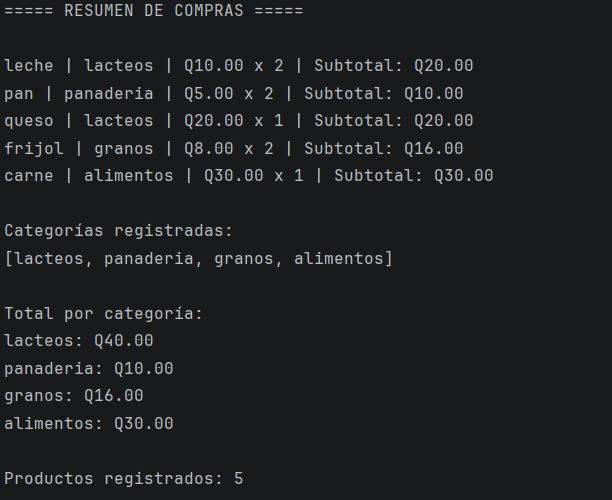 ===== RESUMEN DE COMPRAS =====
leche | lacteos | Q10.00 x 2 | Subtotal: Q20.00
pan | panaderia | Q5.00 x 2 | Subtotal: Q10.00
queso | lacteos | Q20.00 x 1 | Subtotal: Q20.00
frijol | granos | Q8.00 x 2 | Subtotal: Q16.00
carne | alimentos | Q30.00 x 1 | Subtotal: Q30.00
Categorías registradas:
[lacteos, panaderia, granos, alimentos]
Total por categoría:
lacteos: Q40.00
panaderia: Q10.00
granos: Q16.00
alimentos: Q30.00
Productos registrados: 5